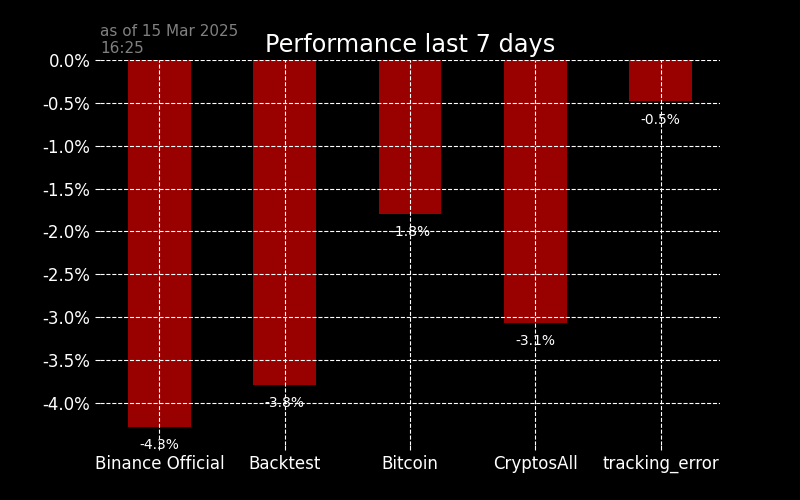 as of 15 Mar 2025
16:25
Performance last 7 days
0.0%
-0.5%
-1.0%
-1.5%
-2.0%
-2.5%
-3.0%
-3.5%
-4.0%
-4.3%
-3.8%
-1.8%
-3.1%
-0.5%
Binance Official
Backtest
Bitcoin
CryptosAll
tracking_error